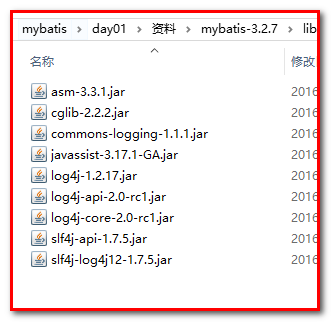 mybatis › day01 › 资料 › mybatis-3.2.7 › lib
名称 修改
asm-3.3.1.jar 2016
cglib-2.2.2.jar 2016
commons-logging-1.1.1.jar 2016
javassist-3.17.1-GA.jar 2016
log4j-1.2.17.jar 2016
log4j-api-2.0-rc1.jar 2016
log4j-core-2.0-rc1.jar 2016
slf4j-api-1.7.5.jar 2016
slf4j-log4j12-1.7.5.jar 2016